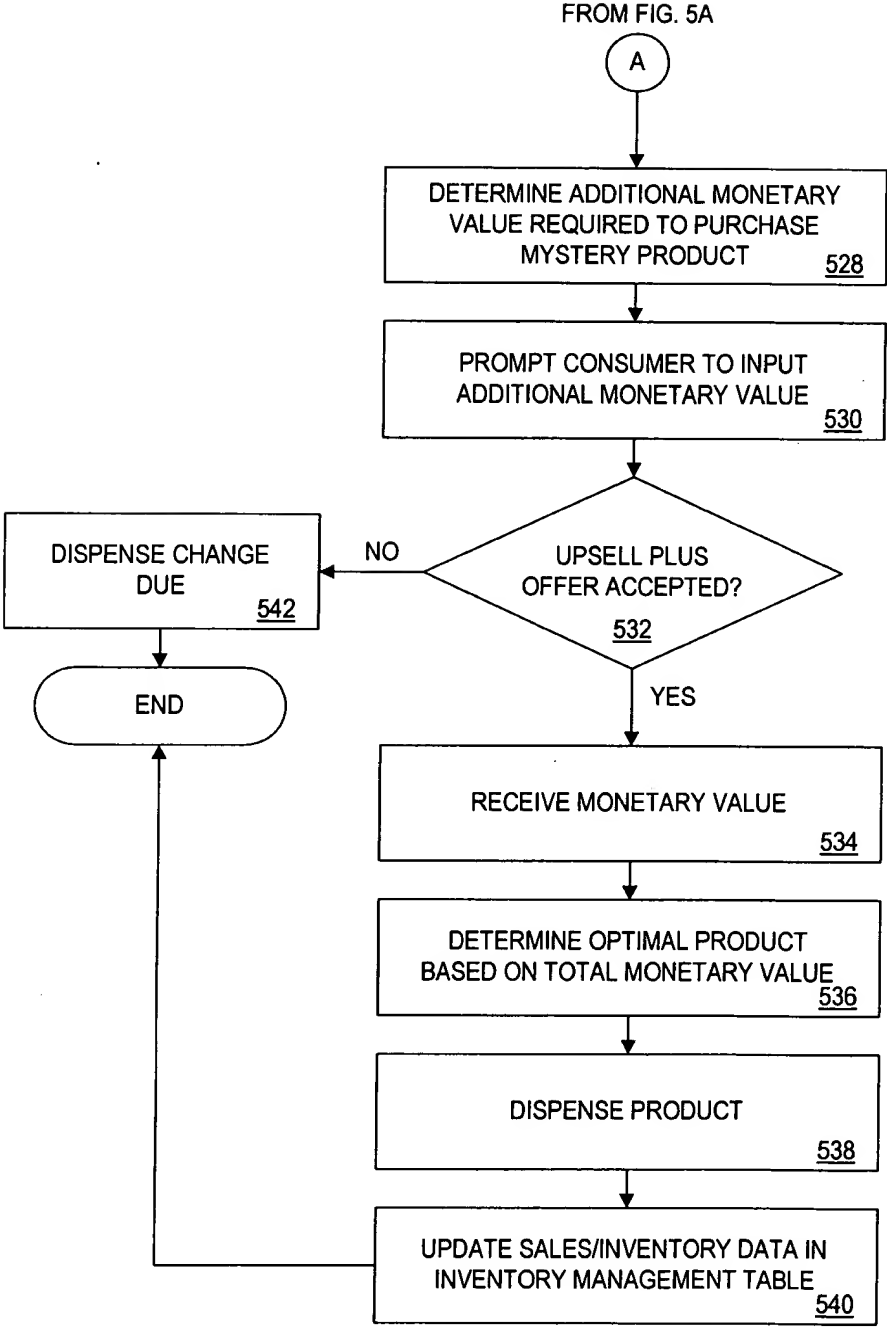 FROM FIG. 5A
A
DETERMINE ADDITIONAL MONETARY
VALUE REQUIRED TO PURCHASE
MYSTERY PRODUCT
528
PROMPT CONSUMER TO INPUT
ADDITIONAL MONETARY VALUE
530
UPSELL PLUS
OFFER ACCEPTED?
532
NO
DISPENSE CHANGE
DUE
542
END
YES
RECEIVE MONETARY VALUE
534
DETERMINE OPTIMAL PRODUCT
BASED ON TOTAL MONETARY VALUE
536
DISPENSE PRODUCT
538
UPDATE SALES/INVENTORY DATA IN
INVENTORY MANAGEMENT TABLE
540